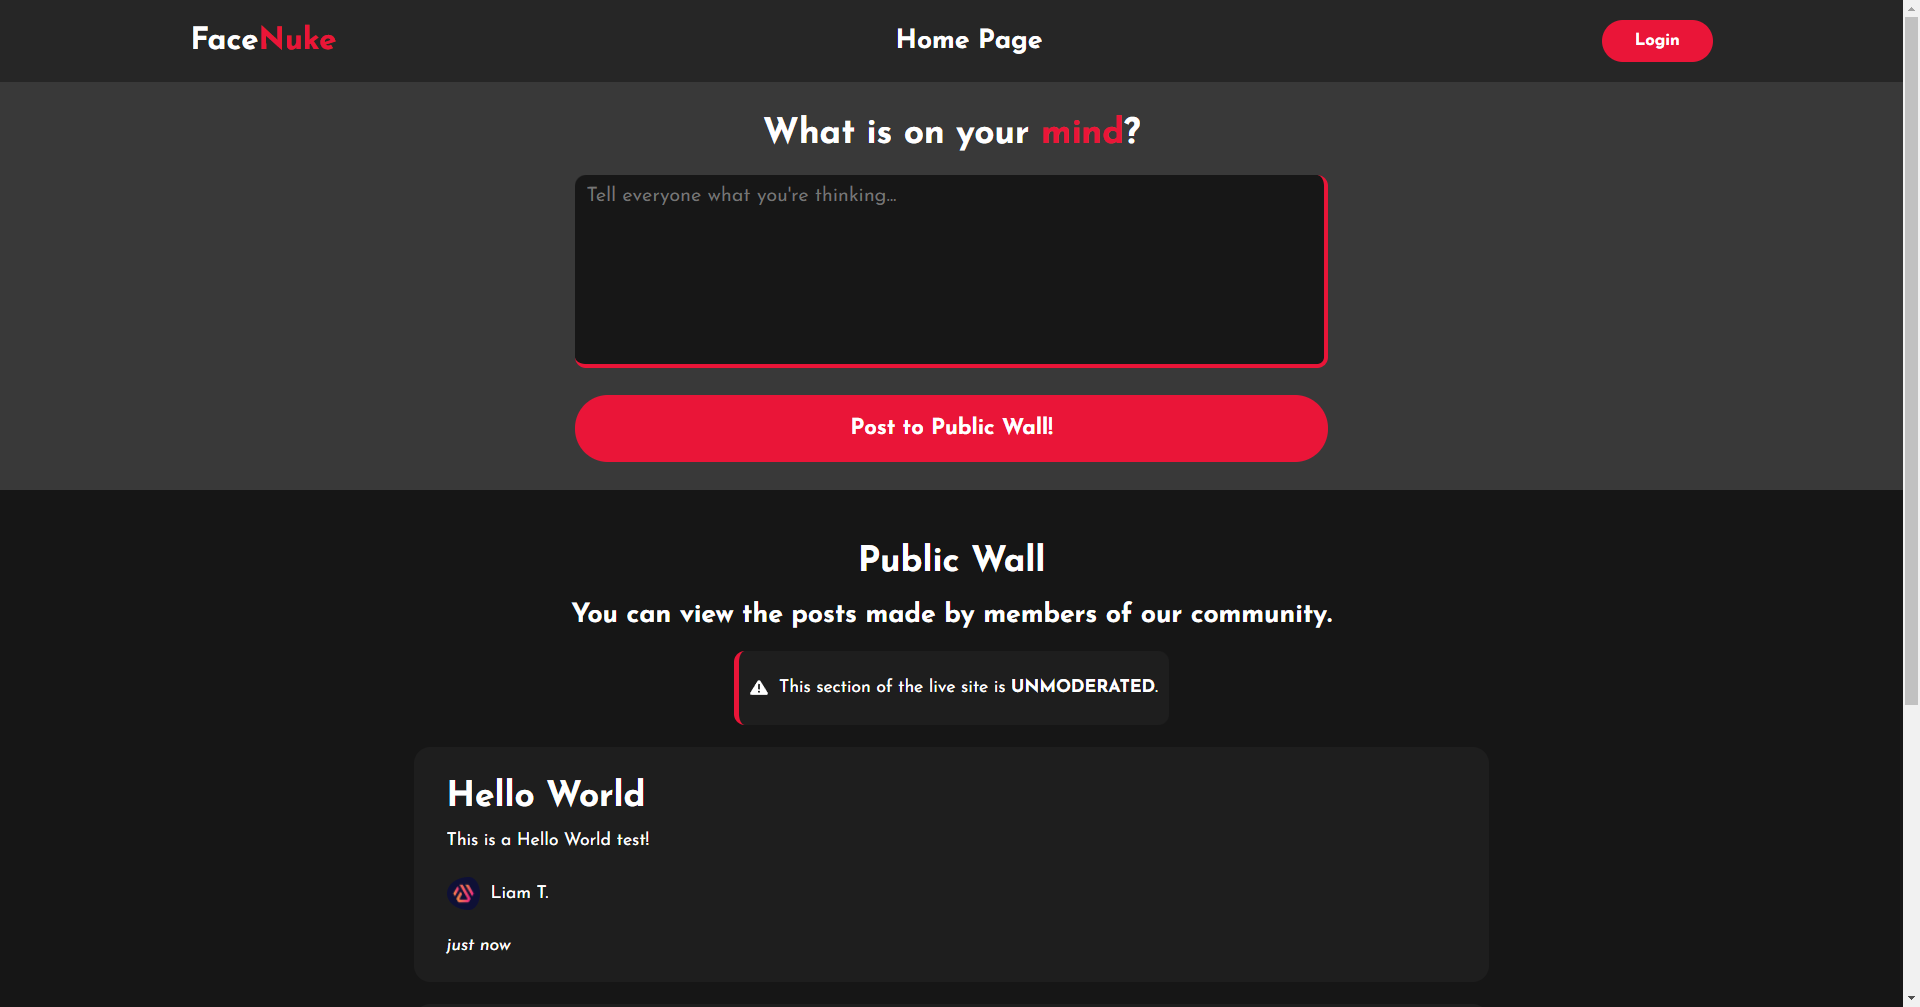 FaceNuke
Home Page
Login
What is on your mind?
Tell everyone what you're thinking...
Post to Public Wall!
Public Wall
You can view the posts made by members of our community.
This section of the live site is UNMODERATED.
Hello World
This is a Hello World test!
Liam T.
just now